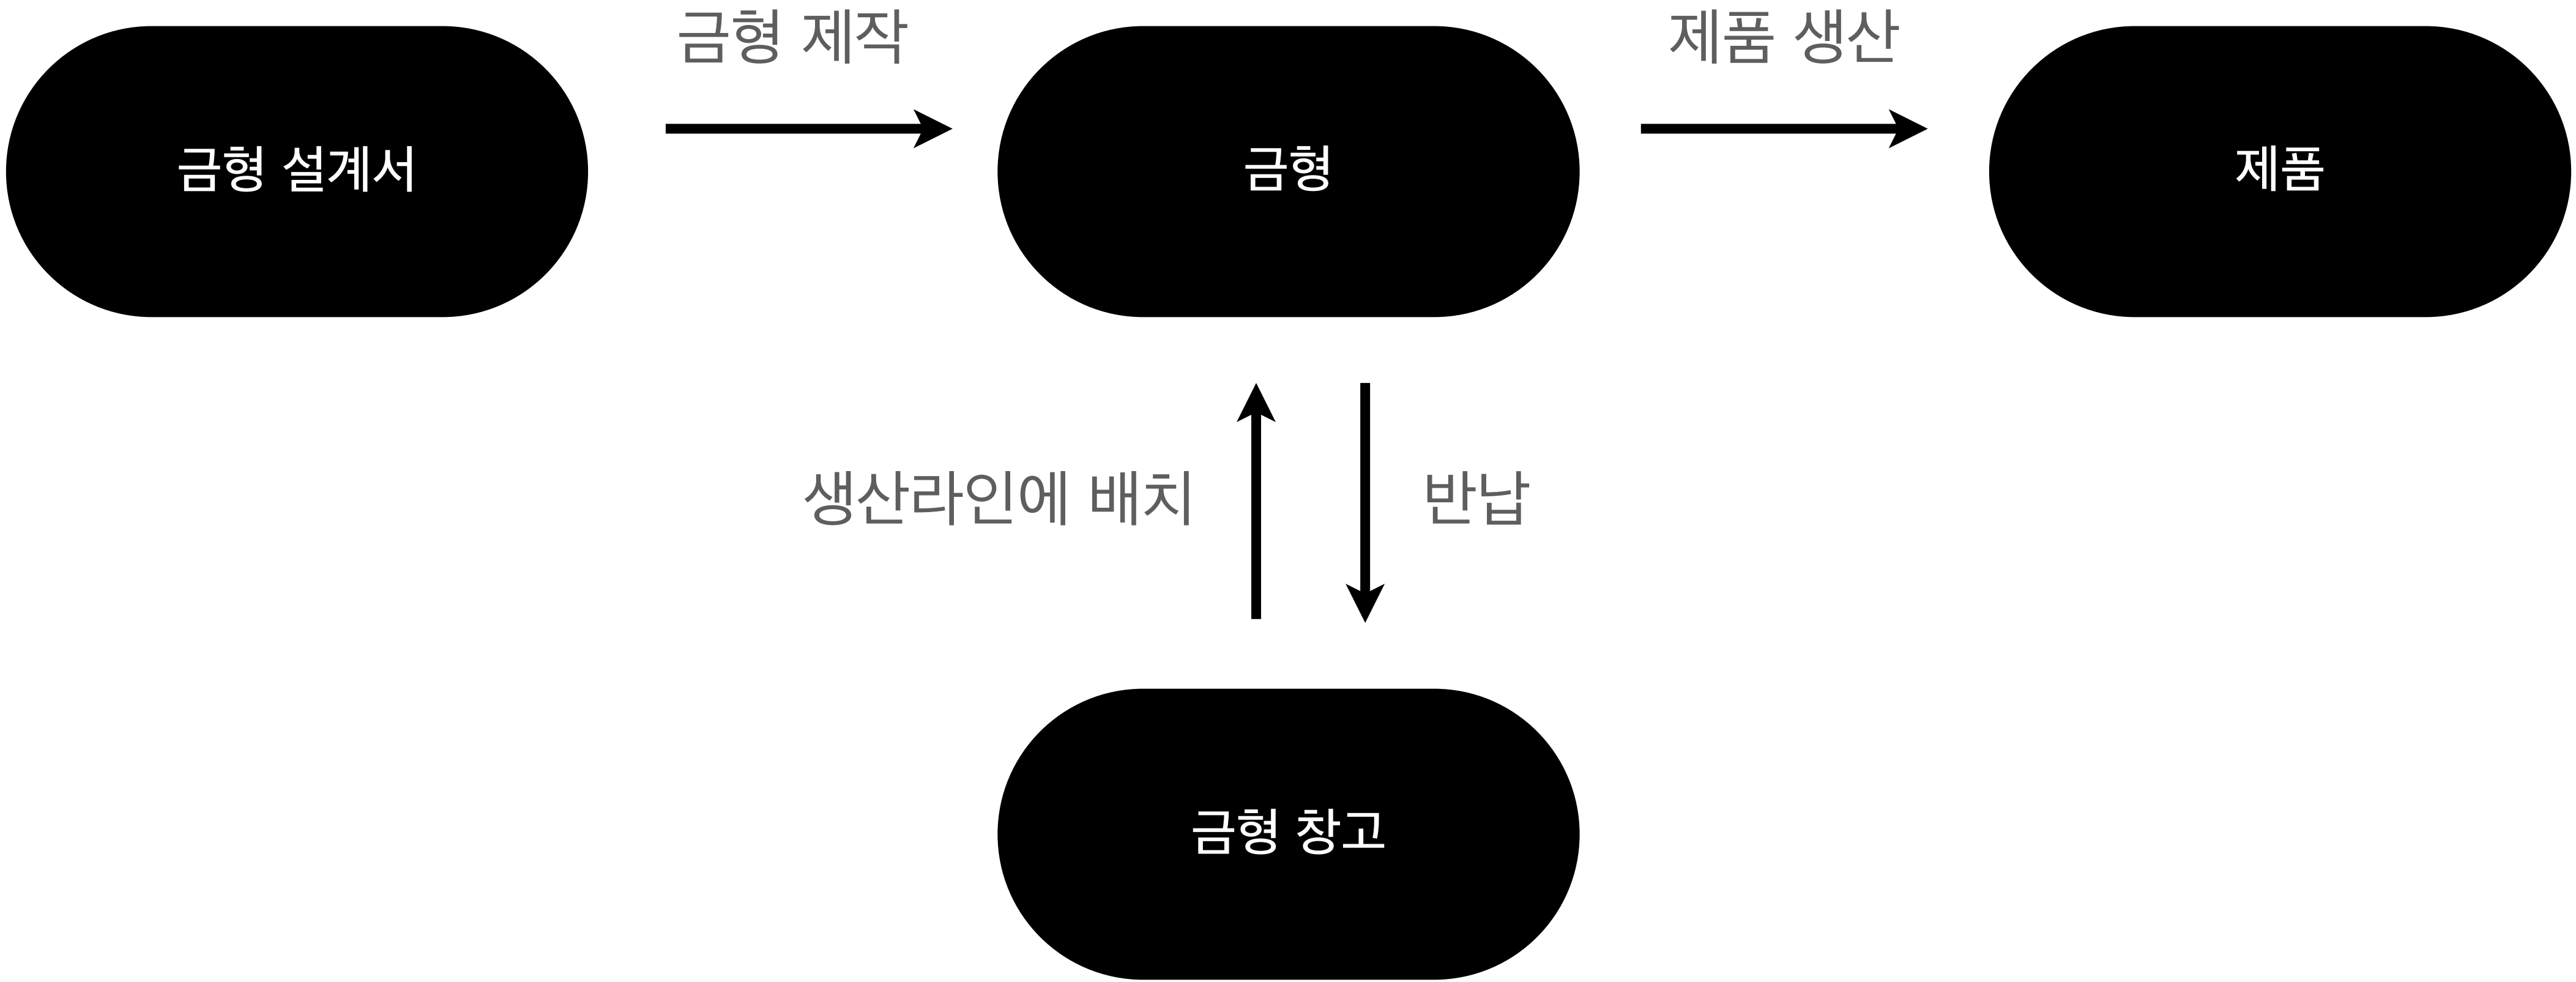 금형 제작
제품 생산
금형 설계서
금형
제품
생산라인에 배치
반납
금형 창고